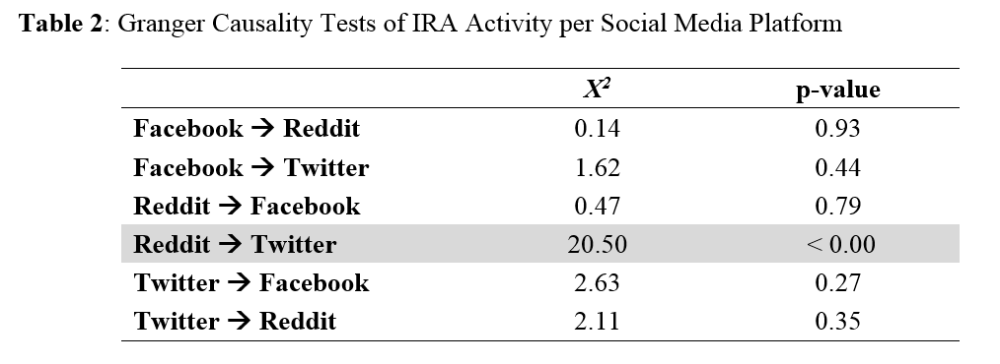 Table 2: Granger Causality Tests of IRA Activity per Social Media Platform
X² p-value
Facebook → Reddit 0.14 0.93
Facebook → Twitter 1.62 0.44
Reddit → Facebook 0.47 0.79
Reddit → Twitter 20.50 < 0.00
Twitter → Facebook 2.63 0.27
Twitter → Reddit 2.11 0.35